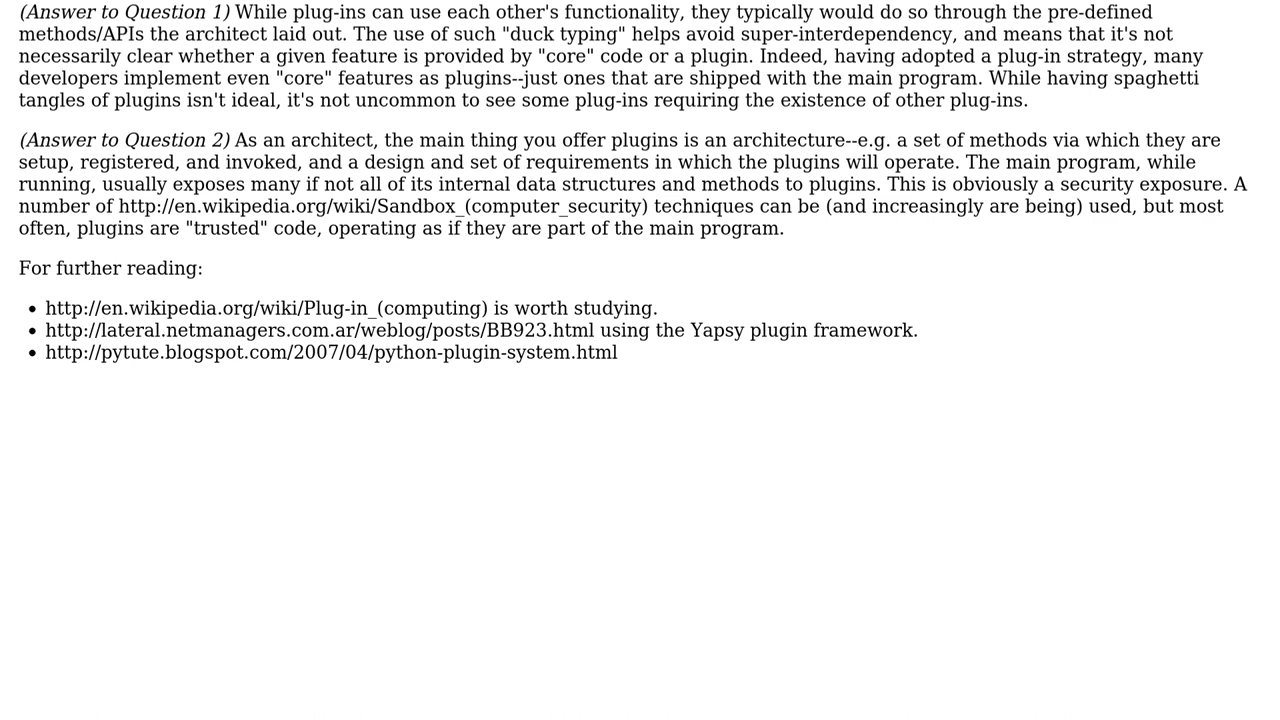 (Answer to Question 1) While plug-ins can use each other's functionality, they typically would do so through the pre-defined
methods/APIs the architect laid out. The use of such "duck typing" helps avoid super-interdependency, and means that it's not
necessarily clear whether a given feature is provided by "core" code or a plugin. Indeed, having adopted a plug-in strategy, many
developers implement even "core" features as plugins--just ones that are shipped with the main program. While having spaghetti
tangles of plugins isn't ideal, it's not uncommon to see some plug-ins requiring the existence of other plug-ins.
(Answer to Question 2) As an architect, the main thing you offer plugins is an architecture--e.g. a set of methods via which they are
setup, registered, and invoked, and a design and set of requirements in which the plugins will operate. The main program, while
running, usually exposes many if not all of its internal data structures and methods to plugins. This is obviously a security exposure. A
number of http://en.wikipedia.org/wiki/Sandbox_(computer_security) techniques can be (and increasingly are being) used, but most
often, plugins are "trusted" code, operating as if they are part of the main program.
For further reading:
• http://en.wikipedia.org/wiki/Plug-in_(computing) is worth studying.
• http://lateral.netmanagers.com.ar/weblog/posts/BB923.html using the Yapsy plugin framework.
• http://pytute.blogspot.com/2007/04/python-plugin-system.html